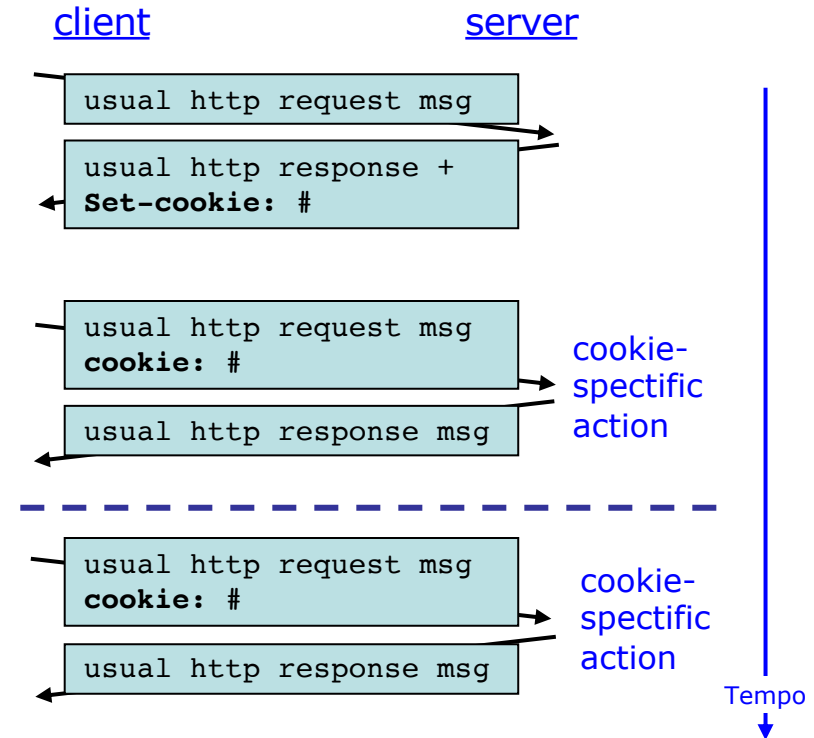 client
server
usual http request msg
usual http response +
Set-cookie: #
usual http request msg
cookie: #
cookie-
spectific
action
usual http response msg
usual http request msg
cookie: #
cookie-
spectific
action
usual http response msg
Tempo